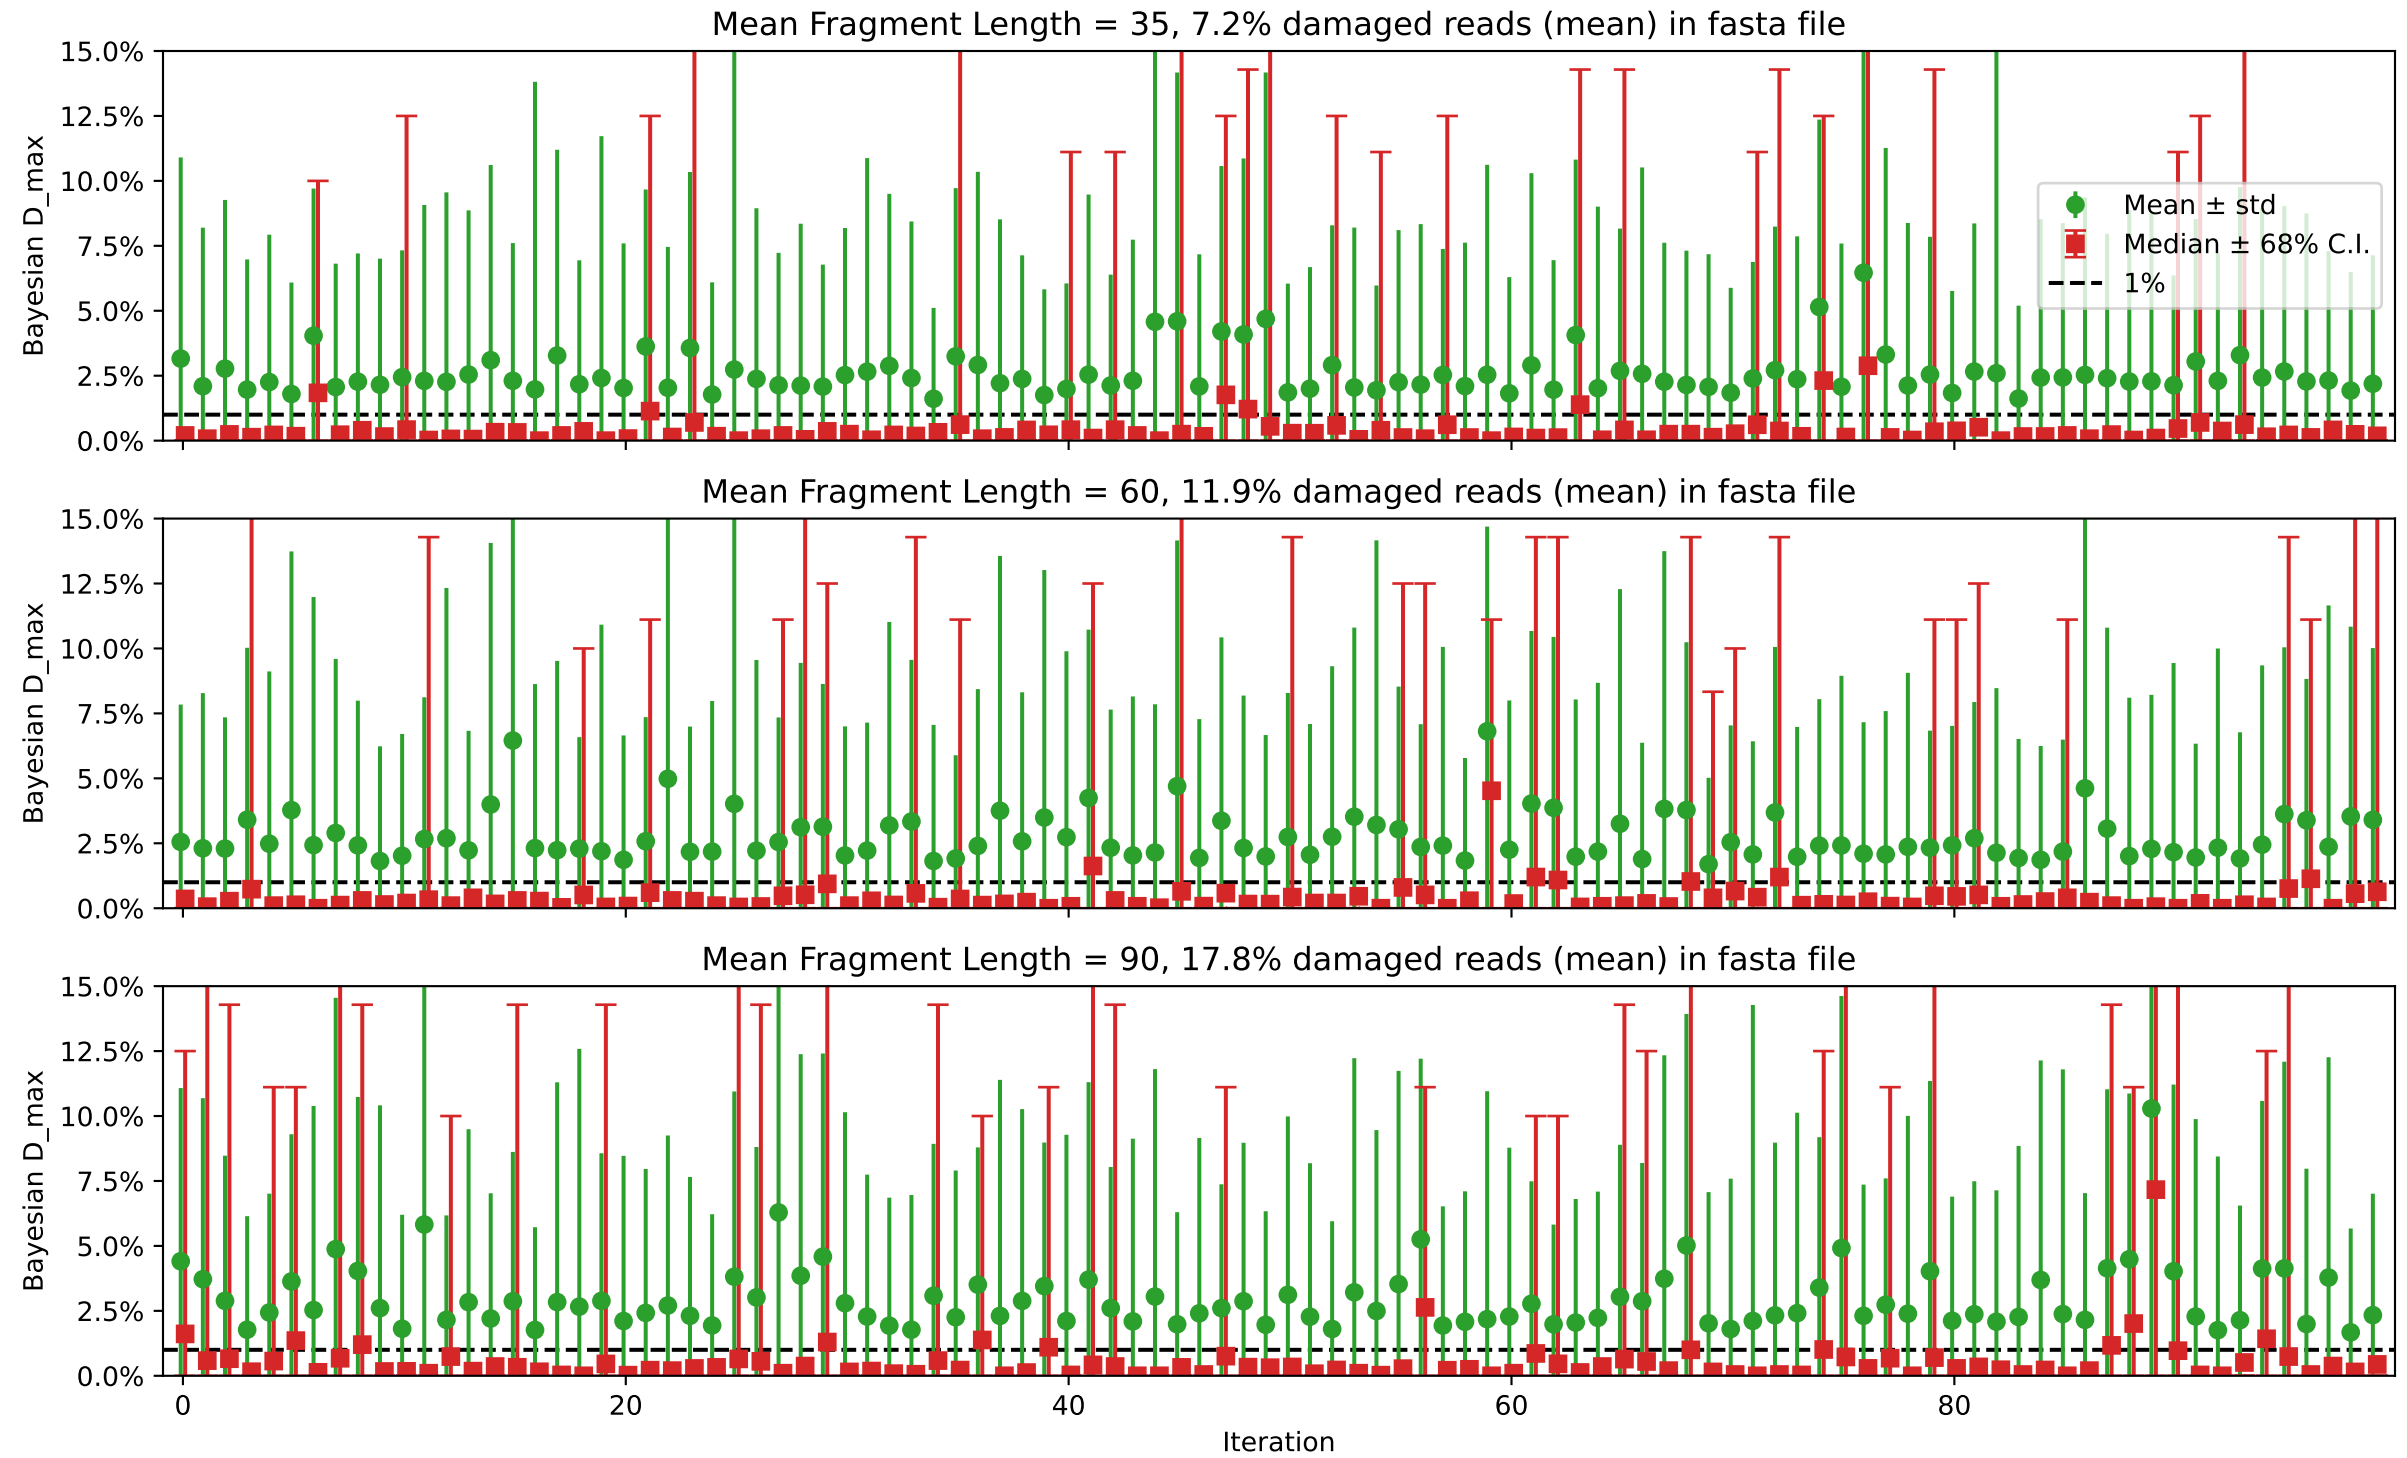 Mean Fragment Length = 35, 7.2% damaged reads (mean) in fasta file
15.0%
12.5%
10.0%
7.5%
5.0%
2.5%
0.0%
Bayesian D_max
Mean ± std
Median ± 68% C.I.
1%
Mean Fragment Length = 60, 11.9% damaged reads (mean) in fasta file
15.0%
12.5%
10.0%
7.5%
5.0%
2.5%
0.0%
Bayesian D_max
Mean Fragment Length = 90, 17.8% damaged reads (mean) in fasta file
15.0%
12.5%
10.0%
7.5%
5.0%
2.5%
0.0%
Bayesian D_max
0 20 40 60 80
Iteration